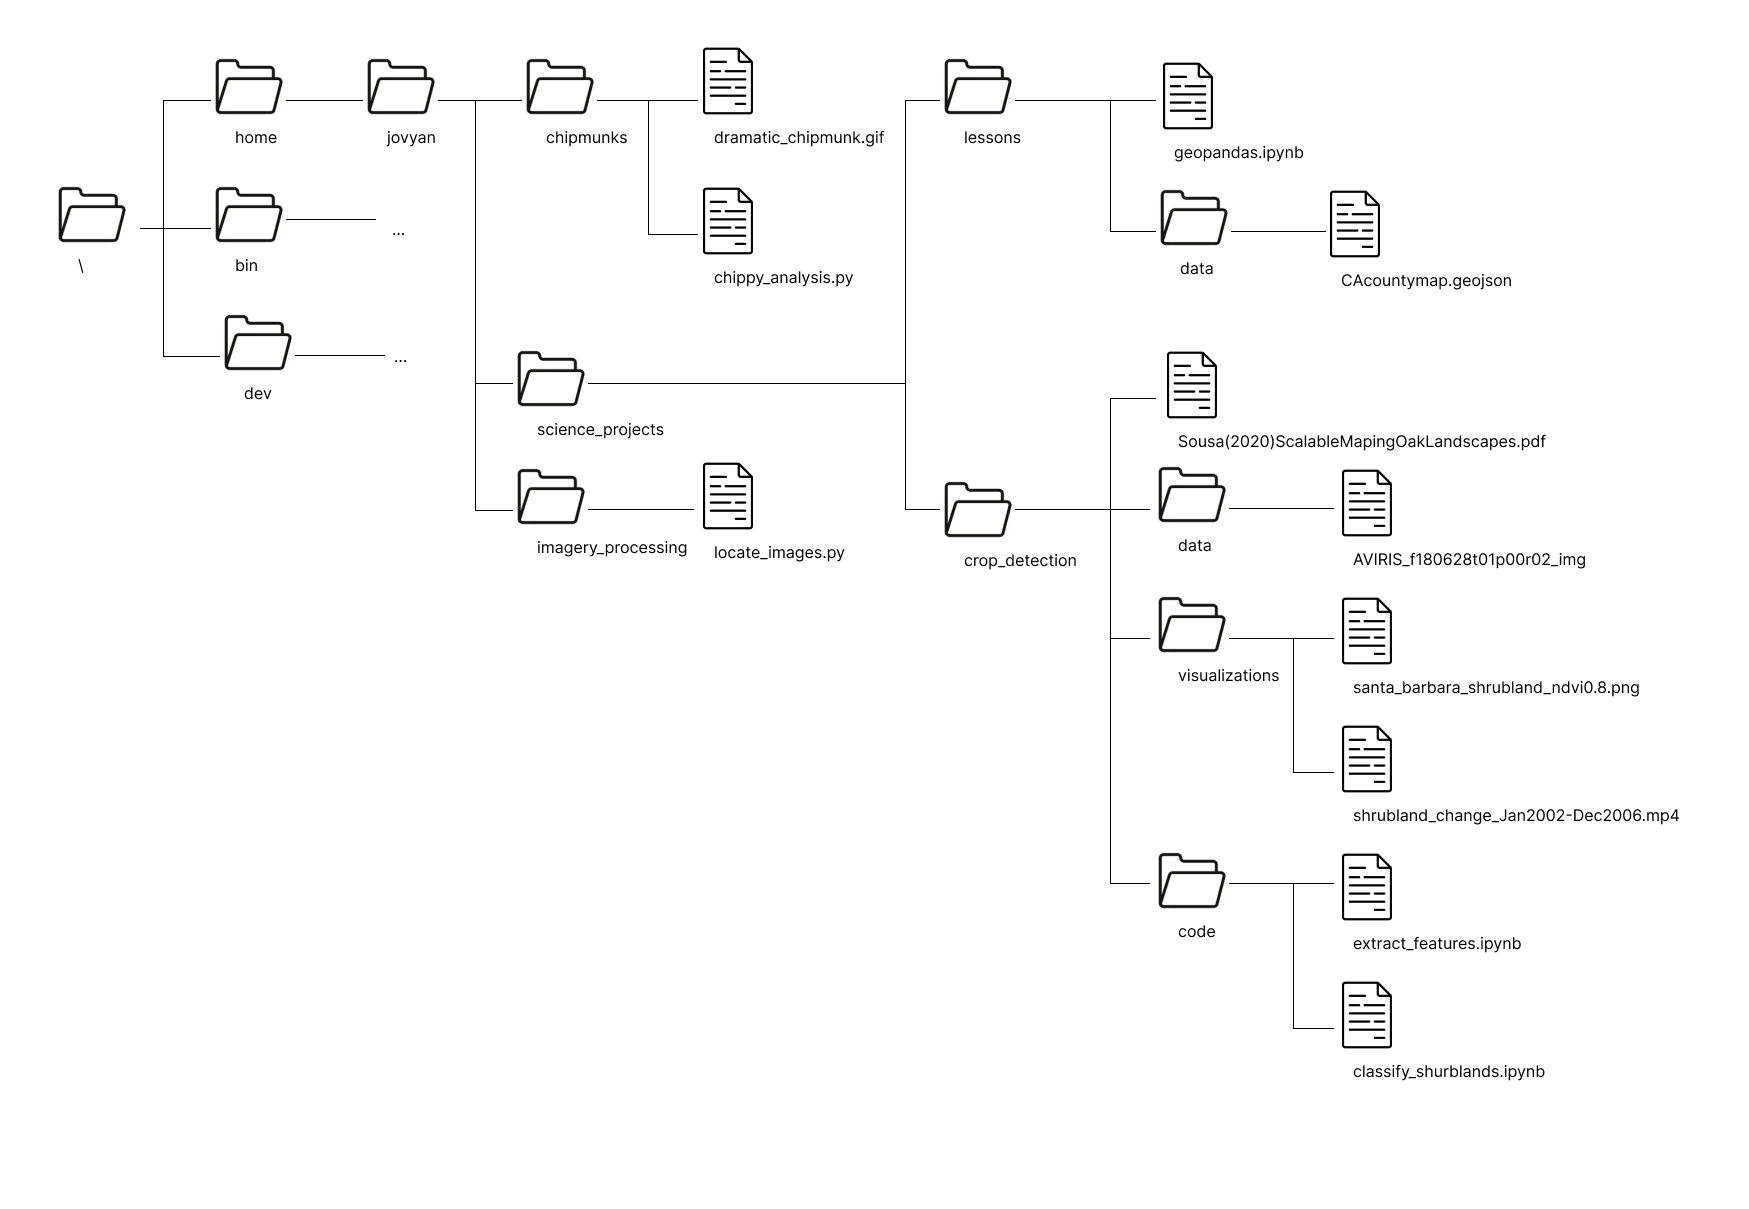 home
jovyan
chipmunks
dramatic_chipmunk.gif
lessons
geopandas.ipynb
\
bin
...
chippy_analysis.py
data
CAcountymap.geojson
dev
...
science_projects
Sousa(2020)ScalableMapingOakLandscapes.pdf
imagery_processing
locate_images.py
crop_detection
data
AVIRIS_f180628t01p00r02_img
visualizations
santa_barbara_shrubland_ndvi0.8.png
shrubland_change_Jan2002-Dec2006.mp4
code
extract_features.ipynb
classify_shurblands.ipynb